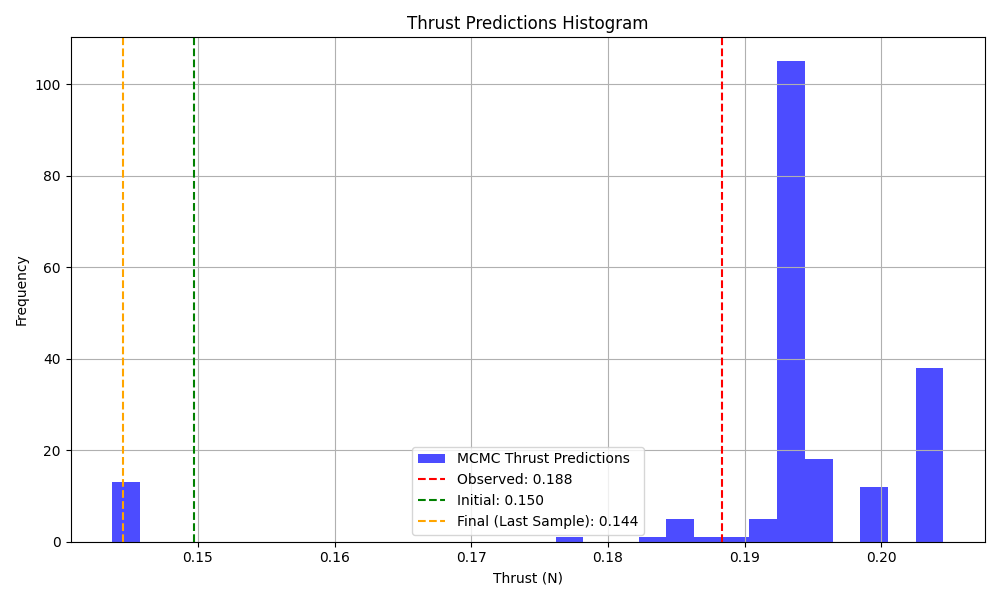 Thrust Predictions Histogram
Frequency
100
80
60
40
20
0
MCMC Thrust Predictions
Observed: 0.188
Initial: 0.150
Final (Last Sample): 0.144
0.15 0.16 0.17 0.18 0.19 0.20
Thrust (N)